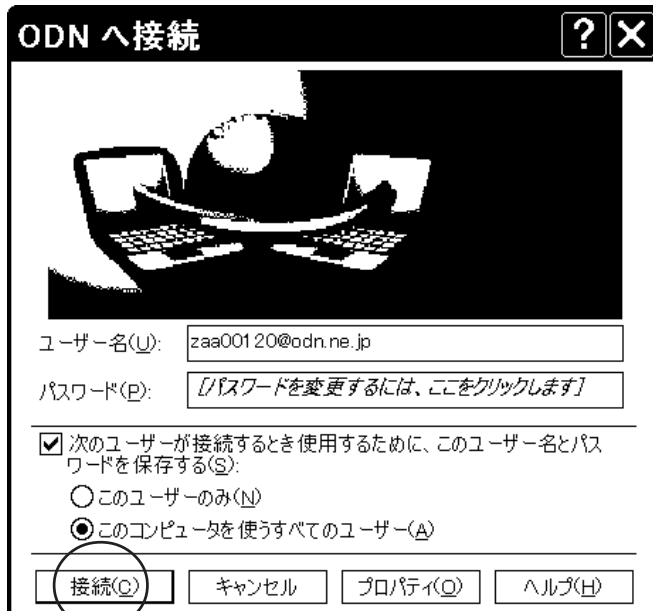 ODN へ接続
ユーザー名(U):
zaa00120@odn.ne.jp
パスワード(P):
[パスワードを変更するには、ここをクリックします]
次のユーザーが接続するとき使用するために、このユーザー名とパス
ワードを保存する(S):
このユーザーのみ(N)
このコンピュータを使うすべてのユーザー(A)
接続(C)
キャンセル
プロパティ(O)
ヘルプ(H)